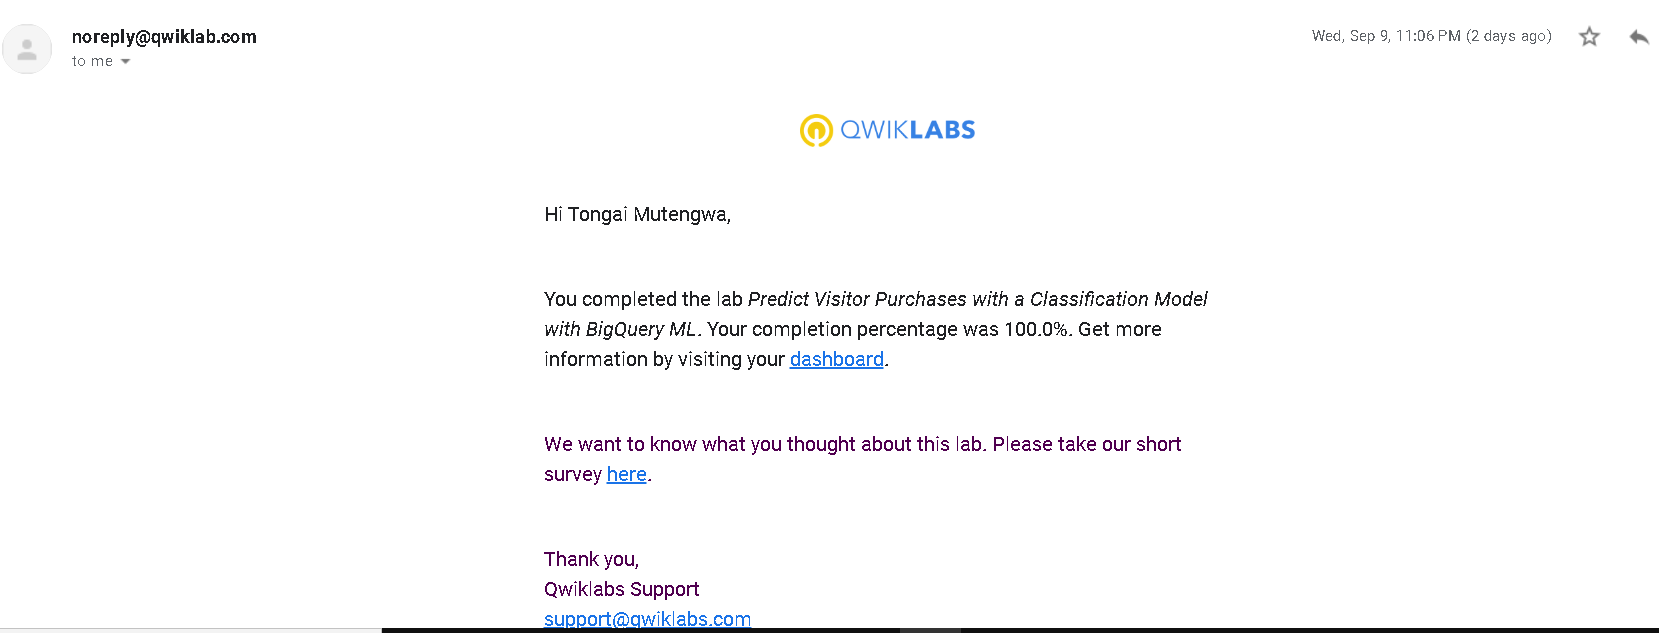 noreply@qwiklab.com
Wed, Sep 9, 11:06 PM (2 days ago)
to me
QWIKLABS
Hi Tongai Mutengwa,
You completed the lab Predict Visitor Purchases with a Classification Model
with BigQuery ML. Your completion percentage was 100.0%. Get more
information by visiting your dashboard.
We want to know what you thought about this lab. Please take our short
survey here.
Thank you,
Qwiklabs Support
support@qwiklabs.com